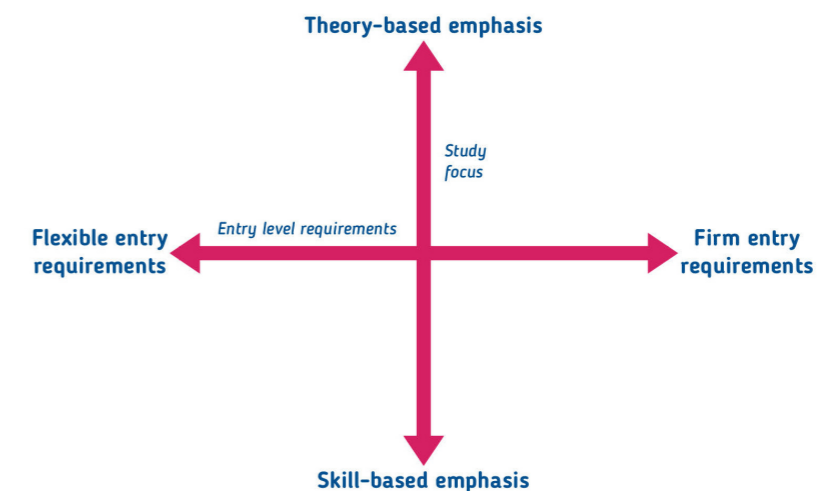 Theory-based emphasis
Study
focus
Entry level requirements
Flexible entry
requirements
Firm entry
requirements
Skill-based emphasis